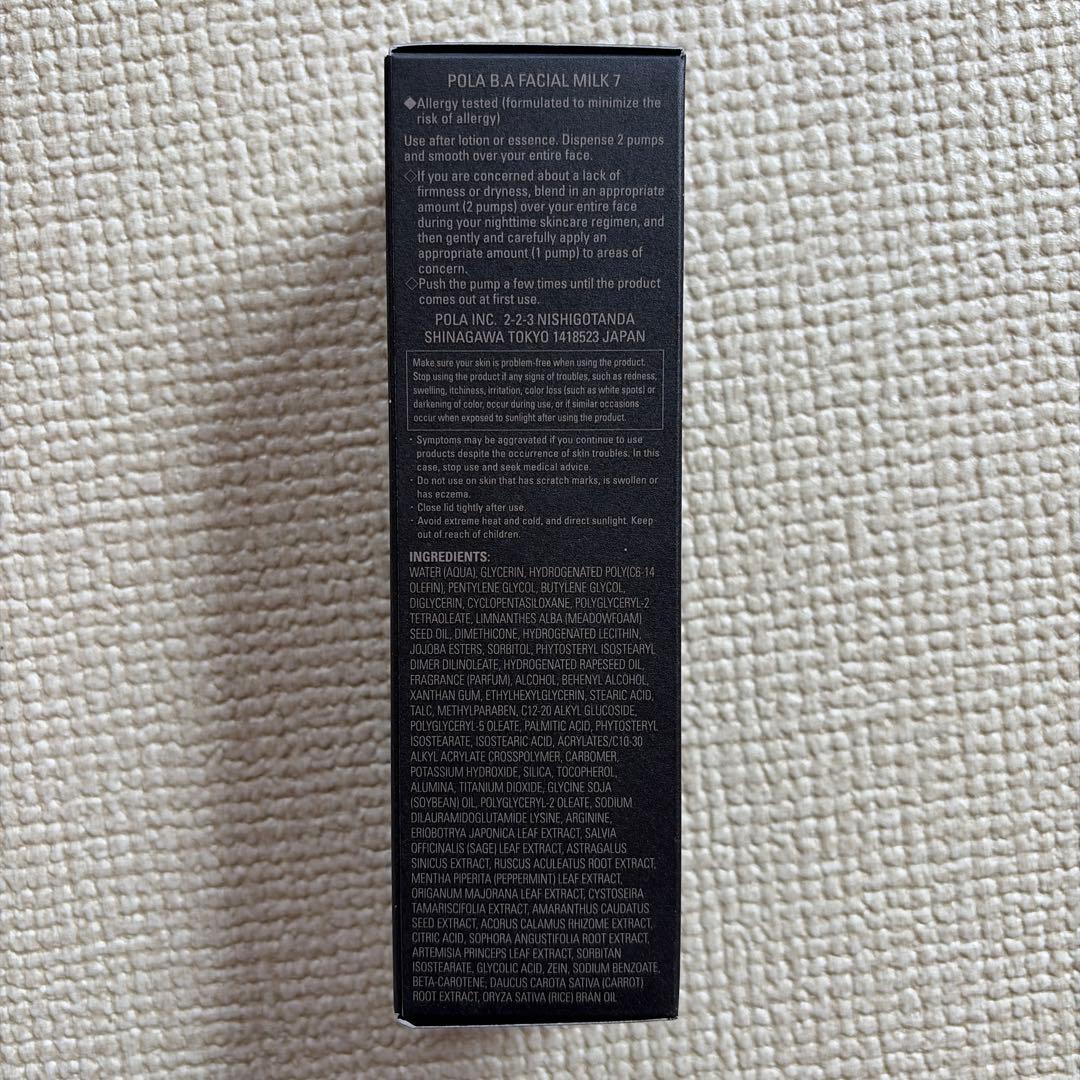 POLA B.A FACIAL MILK 7
◆Allergy tested (formulated to minimize the
risk of allergy)
Use after lotion or essence. Dispense 2 pumps
and smooth over your entire face.
◇If you are concerned about a lack of
firmness or dryness, blend in an appropriate
amount (2 pumps) over your entire face
during your nighttime skincare regimen, and
then gently and carefully apply an
appropriate amount (1 pump) to areas of
concern.
◇Push the pump a few times until the product
comes out at first use.
POLA INC. 2-2-3 NISHIGOTANDA
SHINAGAWA TOKYO 1418523 JAPAN
Make sure your skin is problem-free when using the product.
Stop using the product if any signs of troubles, such as redness,
swelling, itchiness, irritation, color loss (such as white spots) or
darkening of color, occur during use, or if similar occasions
occur when exposed to sunlight after using the product.
・Symptoms may be aggravated if you continue to use
products despite the occurrence of skin troubles. In this
case, stop use and seek medical advice.
・Do not use on skin that has scratch marks, is swollen or
has eczema.
・Close lid tightly after use.
・Avoid extreme heat and cold, and direct sunlight. Keep
out of reach of children.
INGREDIENTS:
WATER (AQUA), GLYCERIN, HYDROGENATED POLY(C6-14
OLEFIN), PENTYLENE GLYCOL, BUTYLENE GLYCOL,
DIGLYCERIN, CYCLOPENTASILOXANE, POLYGLYCERYL-2
TETRAOLEATE, LIMNANTHES ALBA (MEADOWFOAM)
SEED OIL, DIMETHICONE, HYDROGENATED LECITHIN,
JOJOBA ESTERS, SORBITOL, PHYTOSTERYL ISOSTEARYL
DIMER DILINOLEATE, HYDROGENATED RAPESEED OIL,
FRAGRANCE (PARFUM), ALCOHOL, BEHENYL ALCOHOL,
XANTHAN GUM, ETHYLHEXYLGLYCERIN, STEARIC ACID,
TALC, METHYLPARABEN, C12-20 ALKYL GLUCOSIDE,
POLYGLYCERYL-5 OLEATE, PALMITIC ACID, PHYTOSTERYL
ISOSTEARATE, ISOSTEARIC ACID, ACRYLATES/C10-30
ALKYL ACRYLATE CROSSPOLYMER, CARBOMER,
POTASSIUM HYDROXIDE, SILICA, TOCOPHEROL,
ALUMINA, TITANIUM DIOXIDE, GLYCINE SOJA
(SOYBEAN) OIL, POLYGLYCERYL-2 OLEATE, SODIUM
DILAURAMIDOGLUTAMIDE LYSINE, ARGININE,
ERIOBOTRYA JAPONICA LEAF EXTRACT, SALVIA
OFFICINALIS (SAGE) LEAF EXTRACT, ASTRAGALUS
SINICUS EXTRACT, RUSCUS ACULEATUS ROOT EXTRACT,
MENTHA PIPERITA (PEPPERMINT) LEAF EXTRACT,
ORIGANUM MAJORANA LEAF EXTRACT, CYSTOSEIRA
TAMARISCIFOLIA EXTRACT, AMARANTHUS CAUDATUS
SEED EXTRACT, ACORUS CALAMUS RHIZOME EXTRACT,
CITRIC ACID, SOPHORA ANGUSTIFOLIA ROOT EXTRACT,
ARTEMISIA PRINCEPS LEAF EXTRACT, SORBITAN
ISOSTEARATE, GLYCOLIC ACID, ZEIN, SODIUM BENZOATE,
BETA-CAROTENE; DAUCUS CAROTA SATIVA (CARROT)
ROOT EXTRACT, ORYZA SATIVA (RICE) BRAN OIL